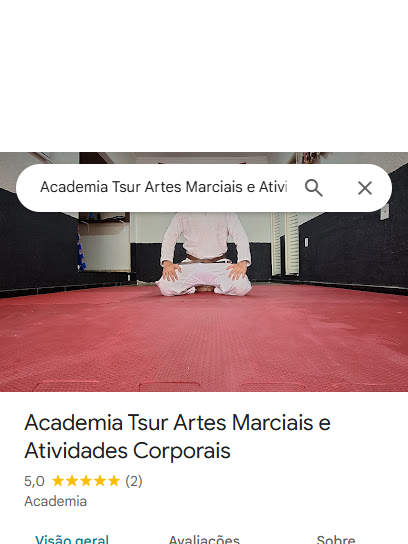 Academia Tsur Artes Marciais e Ativi
Academia Tsur Artes Marciais e
Atividades Corporais
5,0 (2)
Academia
Visão geral Avaliações Sobre